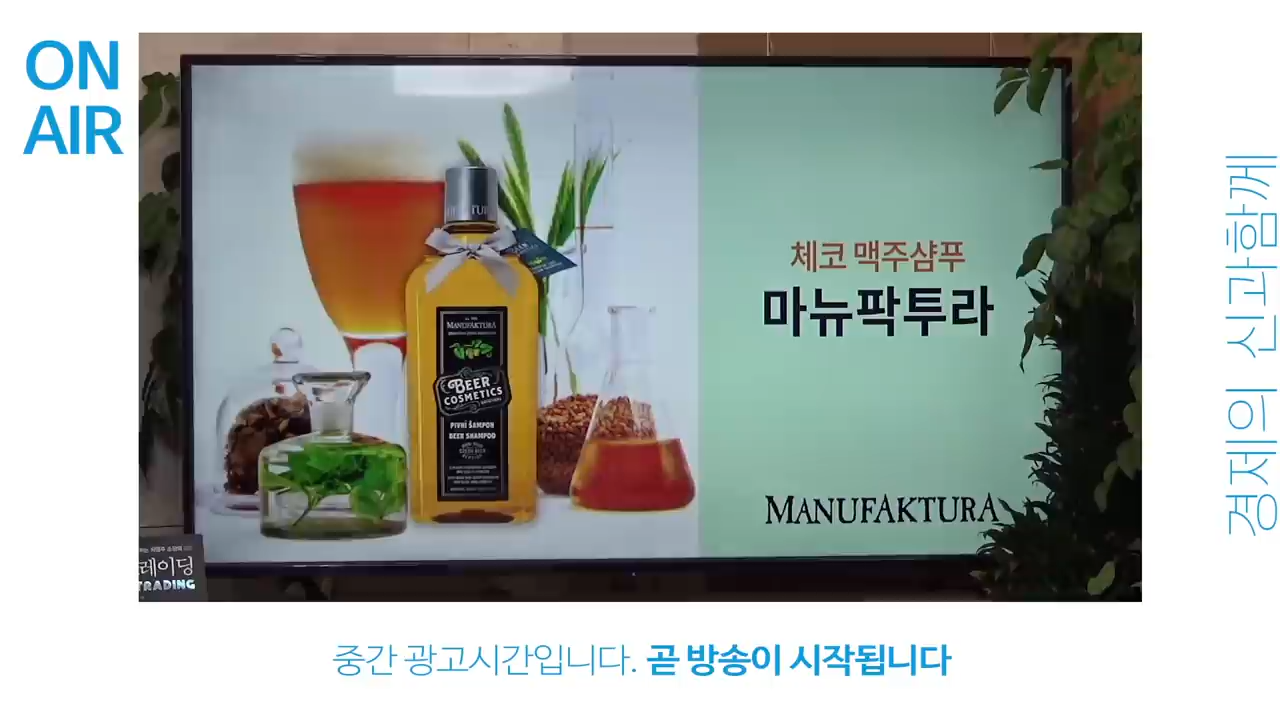 ON
AIR
체코 맥주샴푸
마뉴팍투라
MANUFAKTURA
MANUFAKTURA
BEER
COSMETICS
PIVNÍ ŠAMPON
BEER SHAMPOO
레이딩
TRADING
경제의 신과함께
중간 광고시간입니다. 곧 방송이 시작됩니다